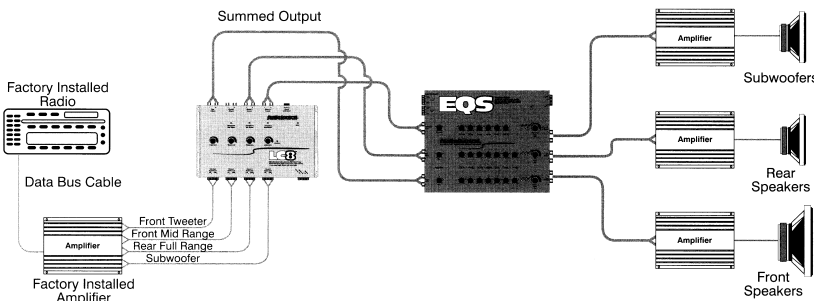 Summed Output
Factory Installed
Radio
Data Bus Cable
Front Tweeter
Front Mid Range
Rear Full Range
Subwoofer
Amplifier
Factory Installed
Amplifier
LC8
EQS
Amplifier
Subwoofers
Amplifier
Rear
Speakers
Amplifier
Front
Speakers